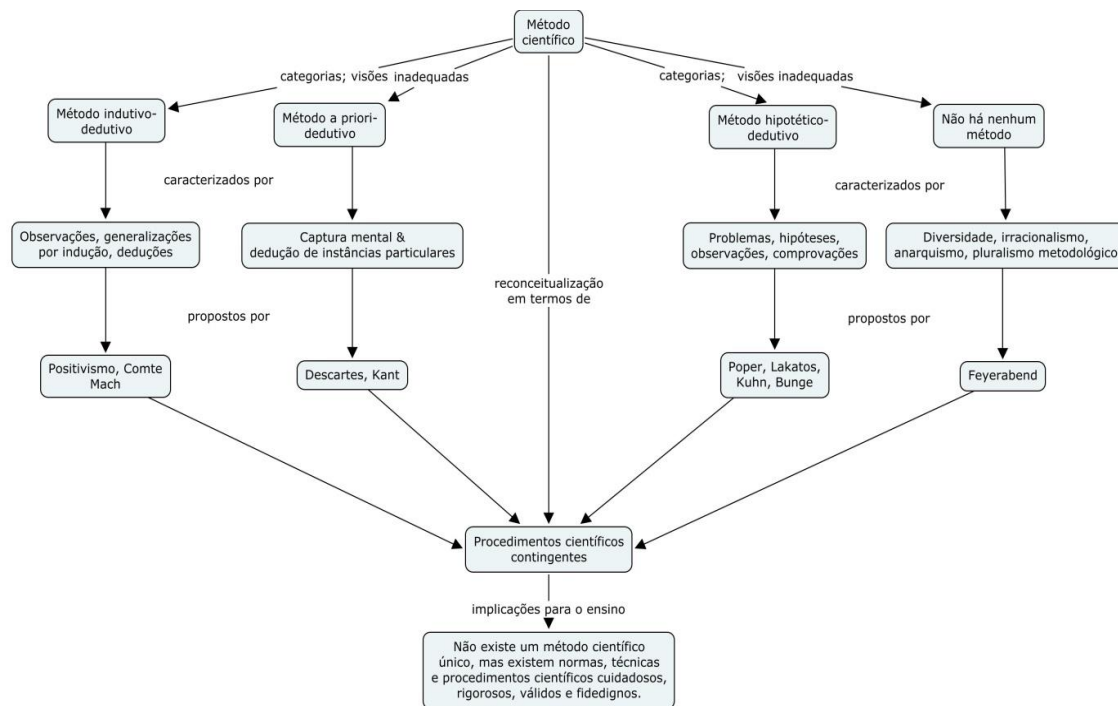 Método
científico
categorias; visões inadequadas
categorias; visões inadequadas
Método indutivo-
dedutivo
Método a priori-
dedutivo
Método hipotético-
dedutivo
Não há nenhum
método
caracterizados por
caracterizados por
Observações, generalizações
por indução, deduções
Captura mental &
dedução de instâncias particulares
Problemas, hipóteses,
observações, comprovações
Diversidade, irracionalismo,
anarquismo, pluralismo metodológico
reconceitualização
em termos de
propostos por
propostos por
Positivismo, Comte
Mach
Descartes, Kant
Poper, Lakatos,
Kuhn, Bunge
Feyerabend
Procedimentos científicos
contingentes
implicações para o ensino
Não existe um método científico
único, mas existem normas, técnicas
e procedimentos científicos cuidadosos,
rigorosos, válidos e fidedignos.